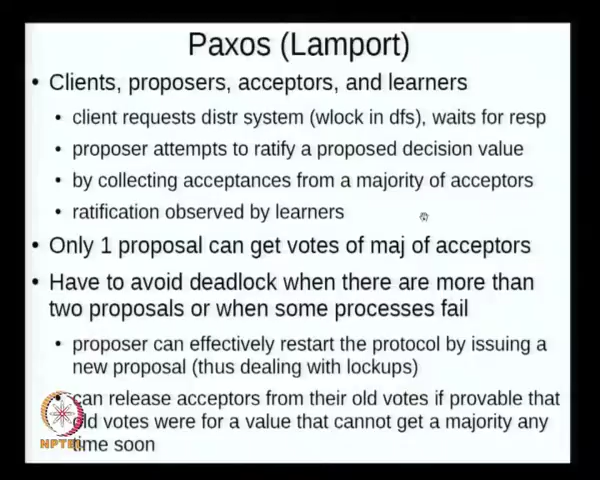 Paxos (Lamport)
• Clients, proposers, acceptors, and learners
• client requests distr system (wlock in dfs), waits for resp
• proposer attempts to ratify a proposed decision value
• by collecting acceptances from a majority of acceptors
• ratification observed by learners
• Only 1 proposal can get votes of maj of acceptors
• Have to avoid deadlock when there are more than
two proposals or when some processes fail
• proposer can effectively restart the protocol by issuing a
new proposal (thus dealing with lockups)
• can release acceptors from their old votes if provable that
old votes were for a value that cannot get a majority any
time soon
NPTEL